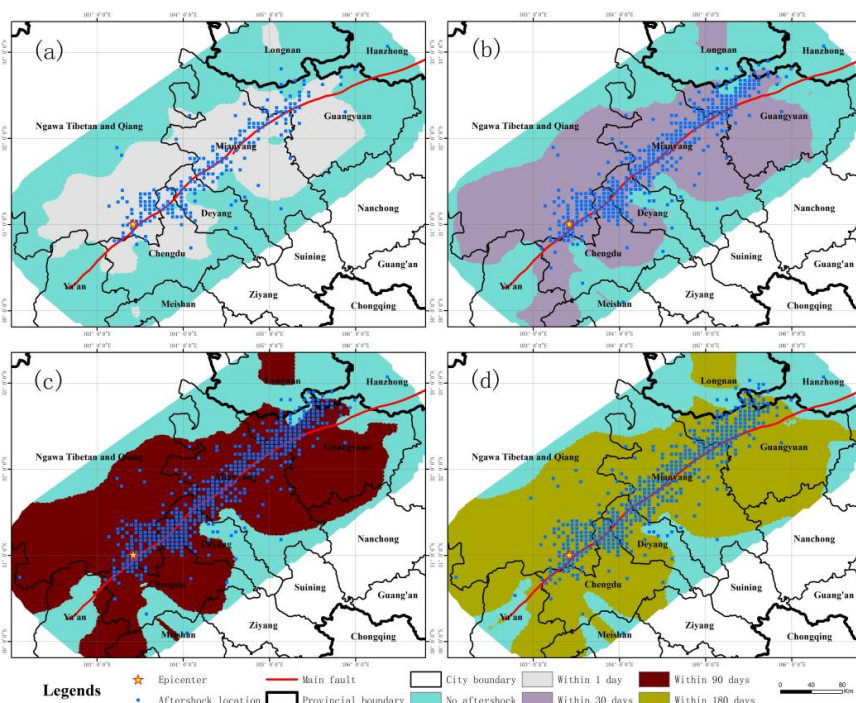 (a)
Longnan
Hanzhong
Ngawa Tibetan and Qiang
Guangyuan
Mianyang
Deyang
Nanchong
Chengdu
Suining
Guang'an
Ya'an
Ziyang
Meishan
Chongqing
(b)
Longnan
Hanzhong
Ngawa Tibetan and Qiang
Guangyuan
Mianyang
Deyang
Nanchong
Chengdu
Suining
Guang'an
Ya'an
Ziyang
Meishan
Chongqing
(c)
Longnan
Hanzhong
Ngawa Tibetan and Qiang
Guangyuan
Deyang
Nanchong
Chengdu
Suining
Guang'an
Ya'an
Ziyang
Meishan
Chongqing
(d)
Longnan
Hanzhong
Ngawa Tibetan and Qiang
Guangyuan
Mianyang
Deyang
Nanchong
Chengdu
Suining
Guang'an
Ya'an
Ziyang
Meishan
Chongqing
Legends
Epicenter
Main fault
City boundary
Within 1 day
Within 90 days
Aftershock location
Provincial boundary
No aftershock
Within 30 days
Within 180 days
0 40 80
Km